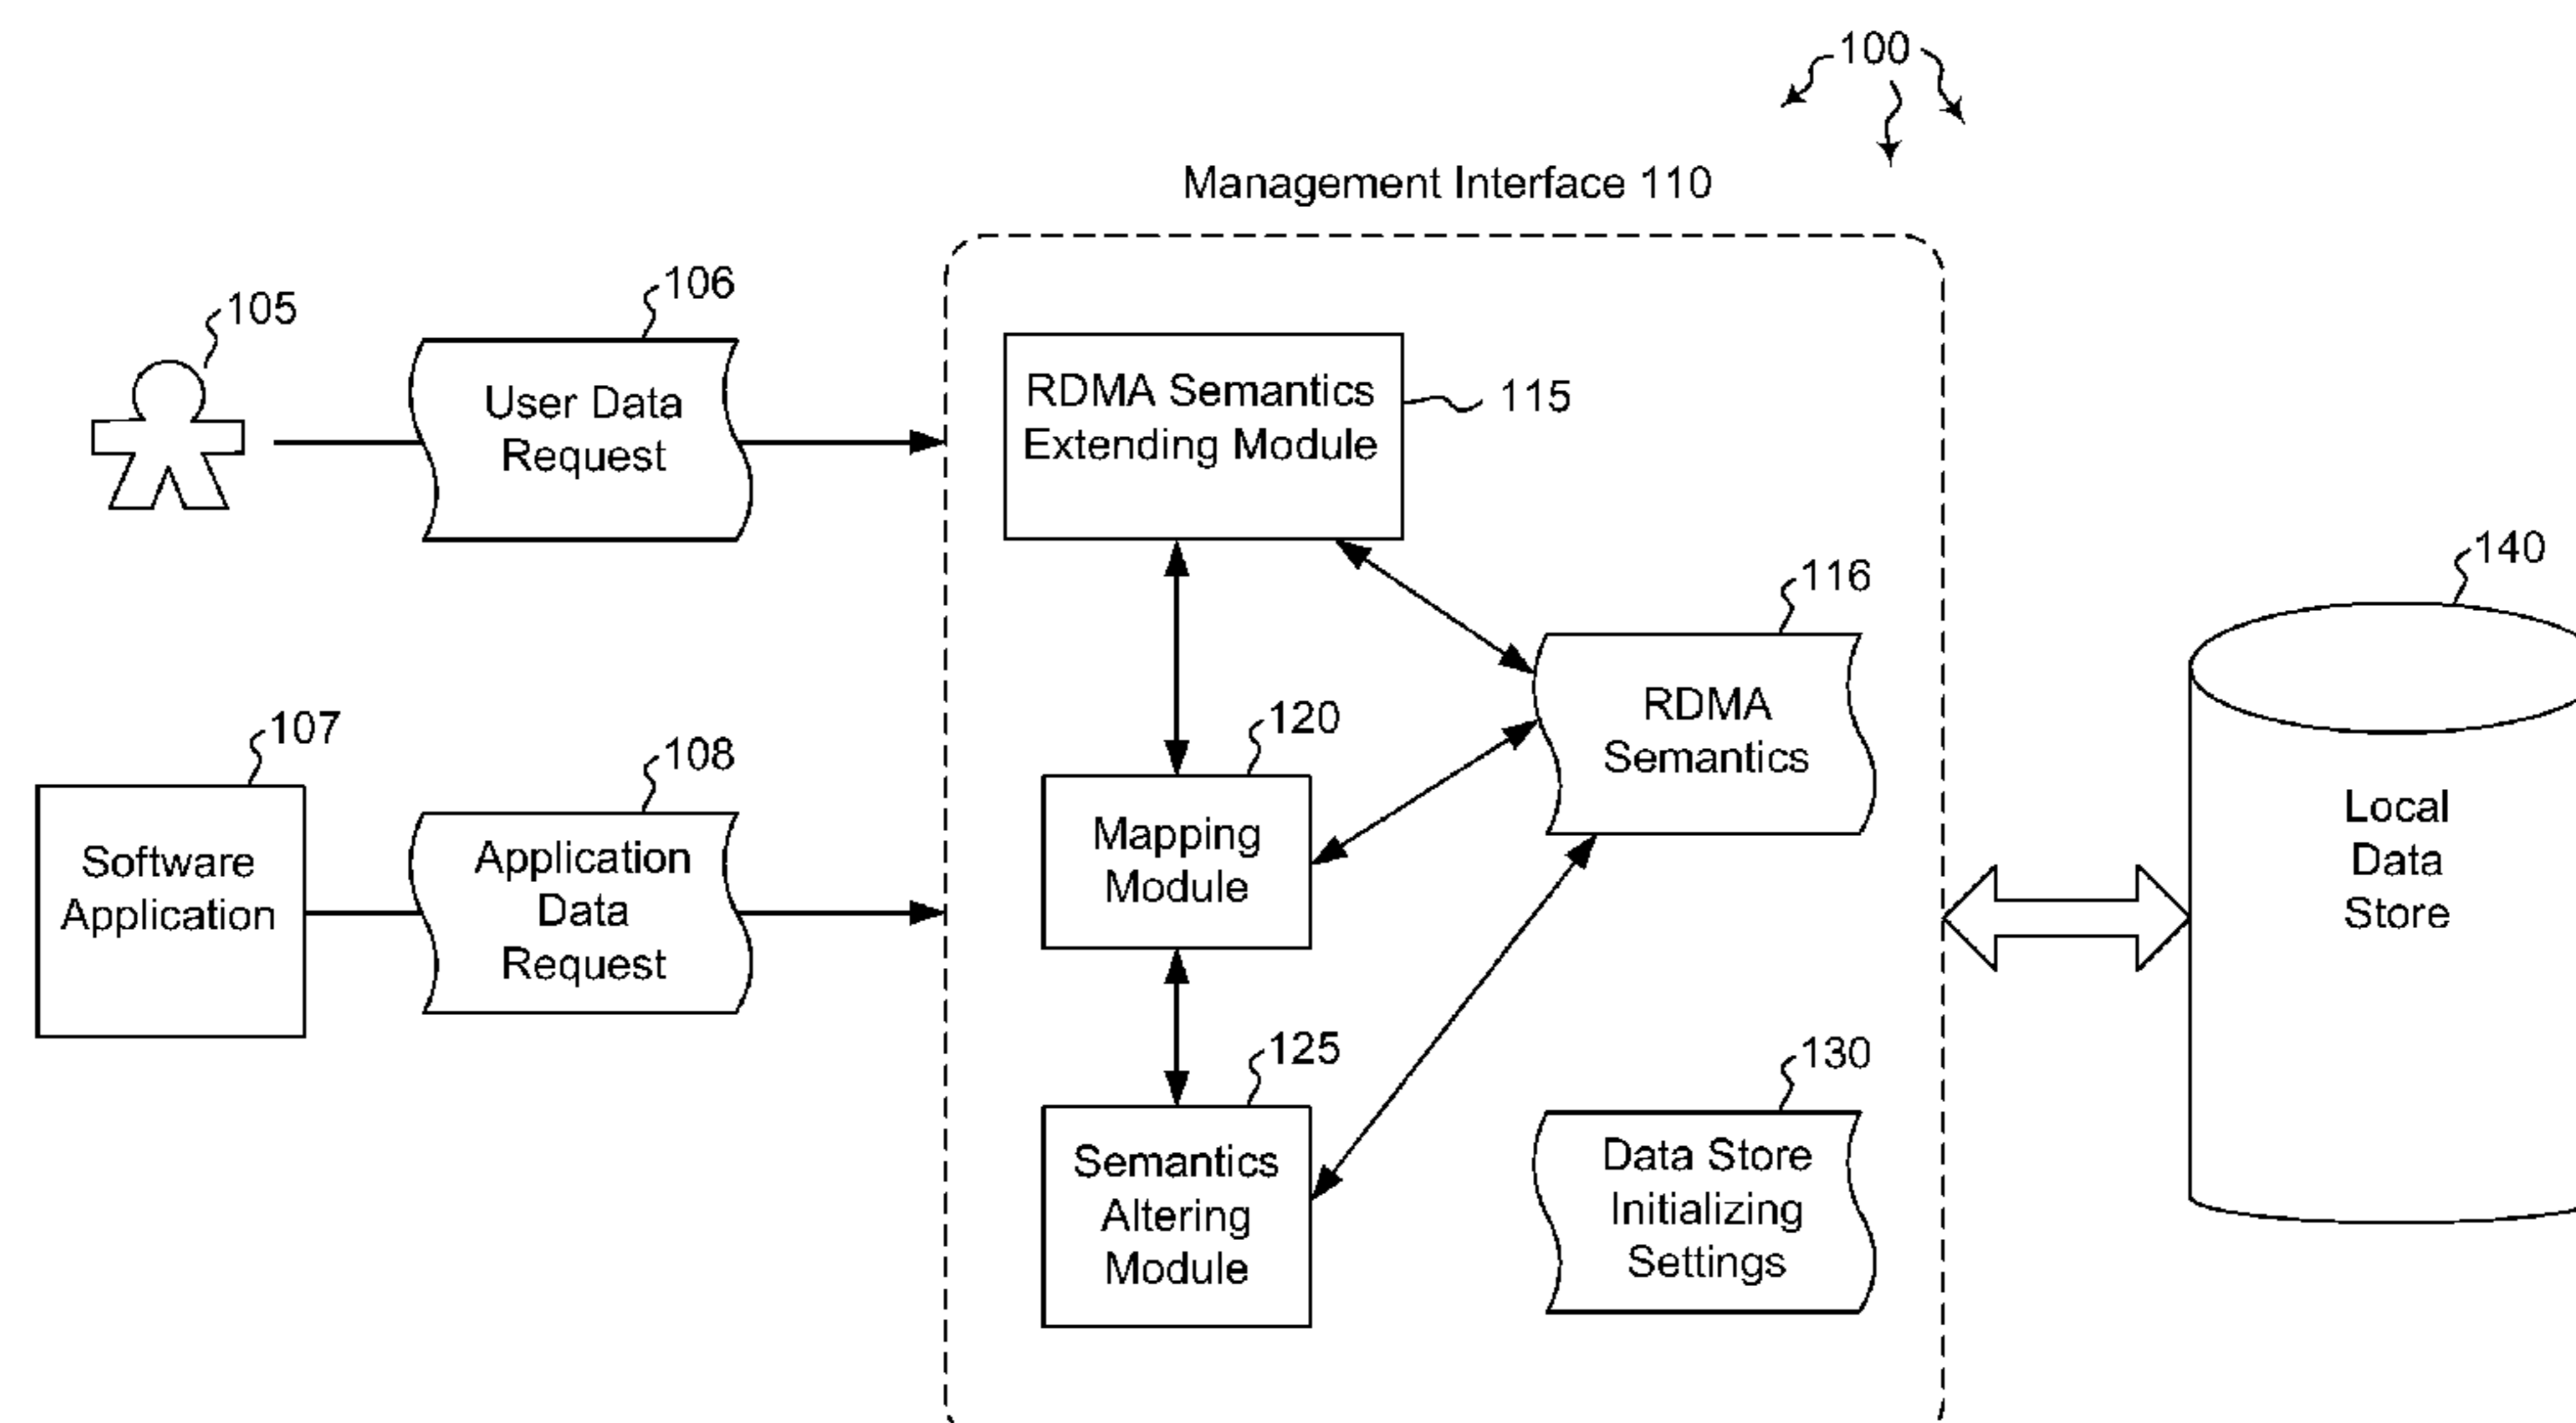 100
Management Interface 110
106
105
User Data
Request
RDMA Semantics
Extending Module
115
140
116
107
108
120
RDMA
Semantics
Software
Application
Application
Data
Request
Mapping
Module
Local
Data
Store
125
130
Semantics
Altering
Module
Data Store
Initializing
Settings